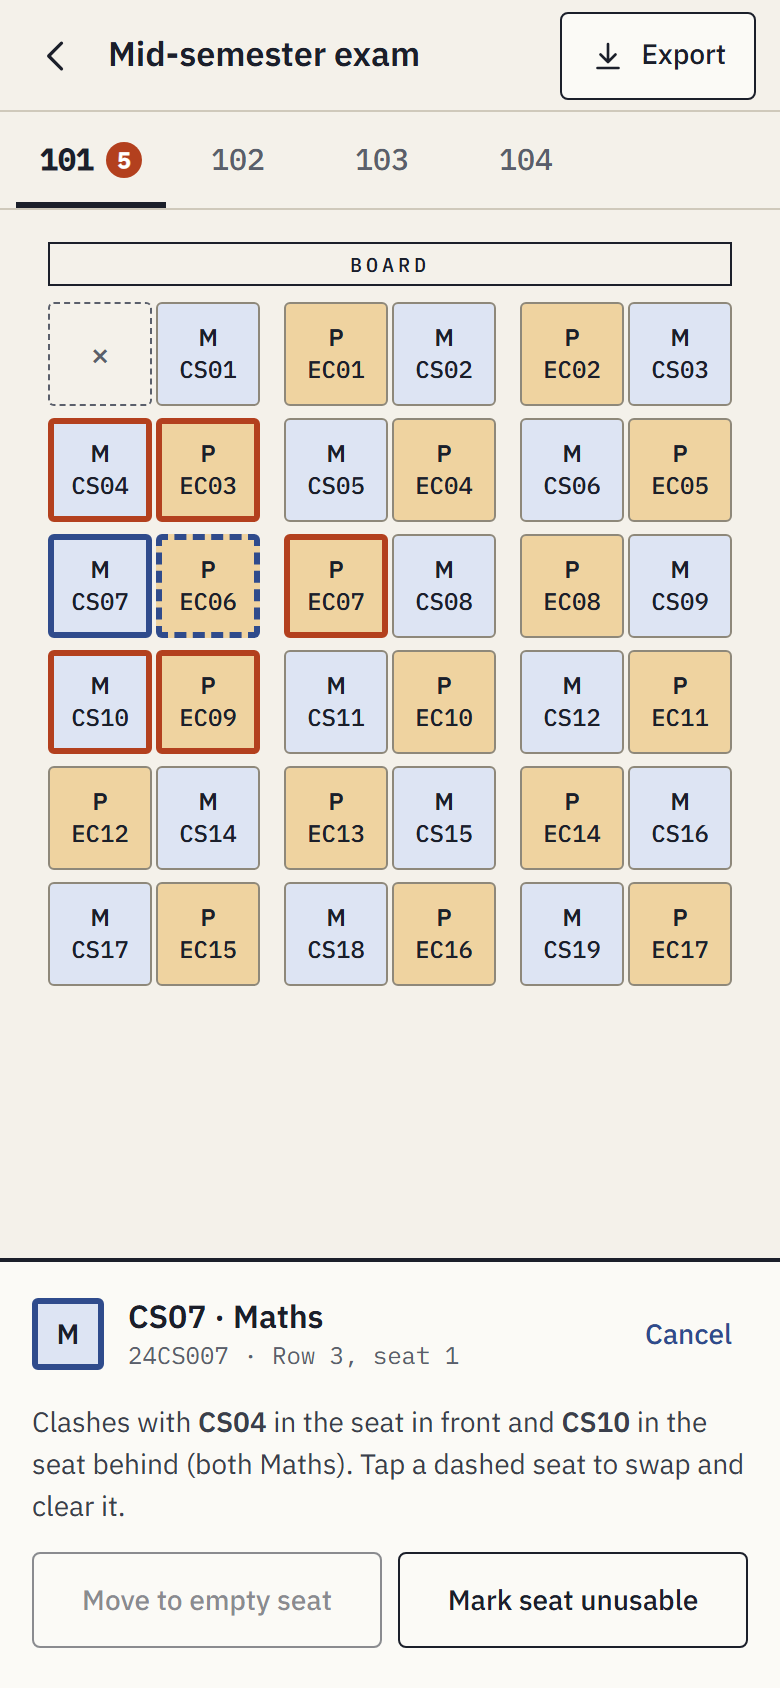 Mid-semester exam Export
101 5 102 103 104
BOARD
× M P M P M
CS01 EC01 CS02 EC02 CS03
M P M P M P
CS04 EC03 CS05 EC04 CS06 EC05
M P P M P M
CS07 EC06 EC07 CS08 EC08 CS09
M P M P M P
CS10 EC09 CS11 EC10 CS12 EC11
P M P M P M
EC12 CS14 EC13 CS15 EC14 CS16
M P M P M P
CS17 EC15 CS18 EC16 CS19 EC17
M
CS07 · Maths
24CS007 · Row 3, seat 1
Cancel
Clashes with CS04 in the seat in front and CS10 in the
seat behind (both Maths). Tap a dashed seat to swap and
clear it.
Move to empty seat Mark seat unusable